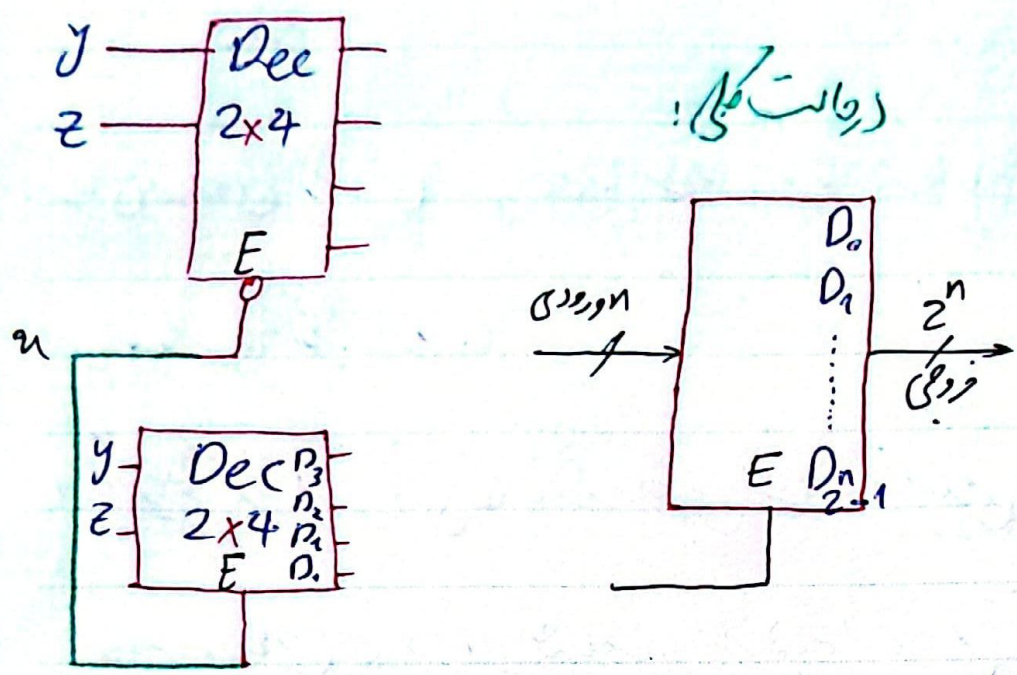 y Dec
z 2x4
E
x
y Dec D3
z 2x4 D2
D1
E D0
در حالت کلی:
D0
D1
n ورودی
2^n
خروجی
E D2^n-1